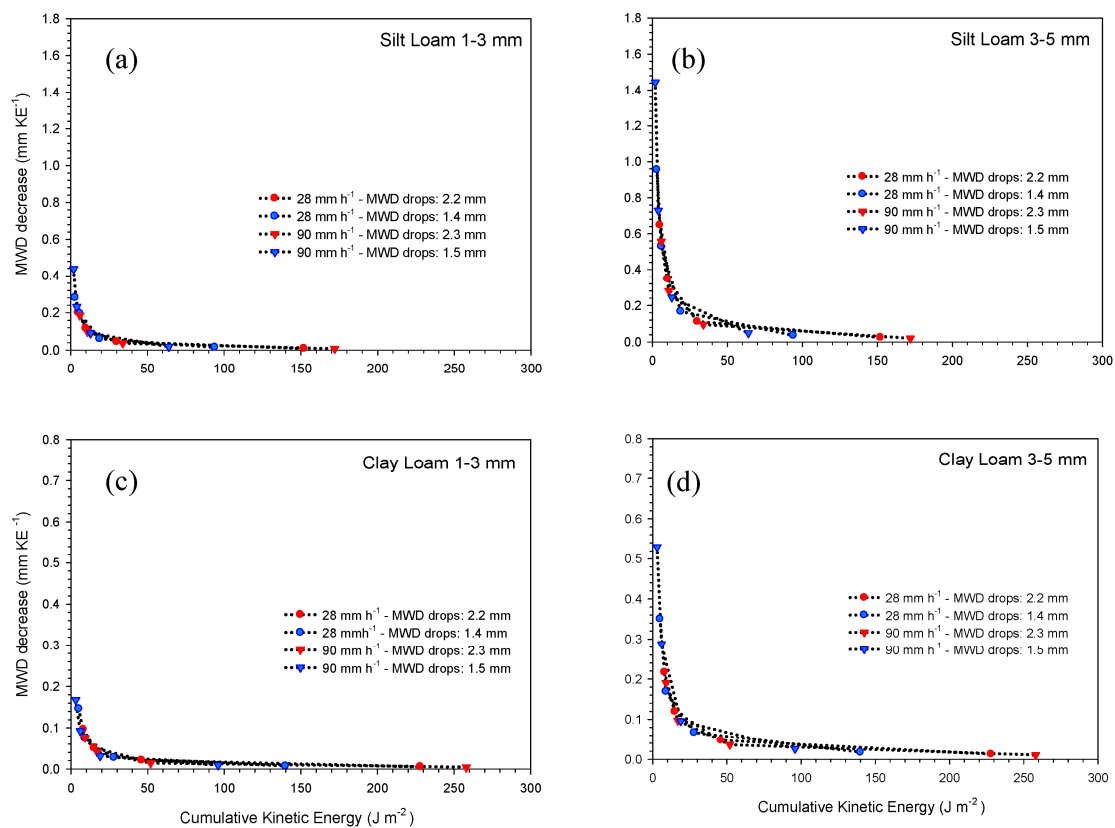 (a)
Silt Loam 1-3 mm
MWD decrease (mm KE⁻¹)
1.8
1.6
1.4
1.2
1.0
0.8
0.6
0.4
0.2
0.0
28 mm h⁻¹ - MWD drops: 2.2 mm
28 mm h⁻¹ - MWD drops: 1.4 mm
90 mm h⁻¹ - MWD drops: 2.3 mm
90 mm h⁻¹ - MWD drops: 1.5 mm
0 50 100 150 200 250 300
(b)
Silt Loam 3-5 mm
1.8
1.6
1.4
1.2
1.0
0.8
0.6
0.4
0.2
0.0
28 mm h⁻¹ - MWD drops: 2.2 mm
28 mm h⁻¹ - MWD drops: 1.4 mm
90 mm h⁻¹ - MWD drops: 2.3 mm
90 mm h⁻¹ - MWD drops: 1.5 mm
0 50 100 150 200 250 300
(c)
Clay Loam 1-3 mm
MWD decrease (mm KE⁻¹)
0.8
0.7
0.6
0.5
0.4
0.3
0.2
0.1
0.0
28 mm h⁻¹ - MWD drops: 2.2 mm
28 mmh⁻¹ - MWD drops: 1.4 mm
90 mm h⁻¹ - MWD drops: 2.3 mm
90 mm h⁻¹ - MWD drops: 1.5 mm
0 50 100 150 200 250 300
Cumulative Kinetic Energy (J m⁻²)
(d)
Clay Loam 3-5 mm
0.8
0.7
0.6
0.5
0.4
0.3
0.2
0.1
0.0
28 mm h⁻¹ - MWD drops: 2.2 mm
28 mm h⁻¹ - MWD drops: 1.4 mm
90 mm h⁻¹ - MWD drops: 2.3 mm
90 mm h⁻¹ - MWD drops: 1.5 mm
0 50 100 150 200 250 300
Cumulative Kinetic Energy (J m⁻²)